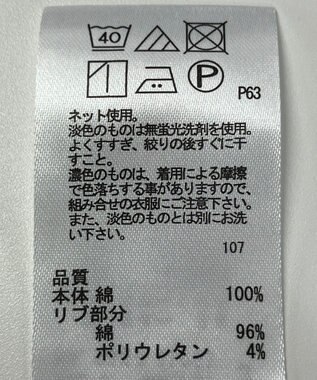 40
P
P63
ネット使用。
淡色のものは無蛍光洗剤を使用。
よくすすぎ、絞りの後すぐに干
すこと。
濃色のものは、着用による摩擦
で色落ちする事がありますので、
組み合せの衣服にご注意下さい。
また、淡色のものとは別にお洗
い下さい。
107
品質
本体 綿 100%
リブ部分
綿 96%
ポリウレタン 4%